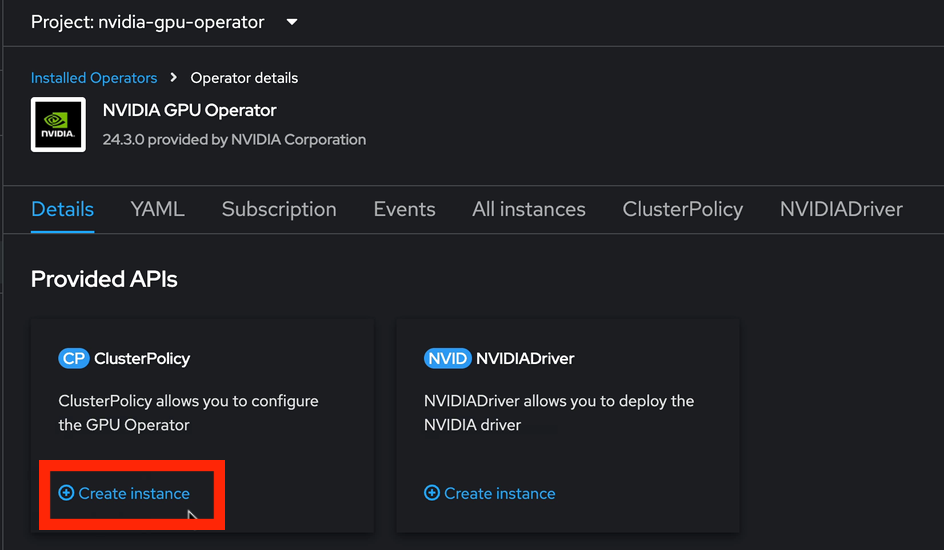 Project: nvidia-gpu-operator
Installed Operators > Operator details
NVIDIA.
NVIDIA GPU Operator
24.3.0 provided by NVIDIA Corporation
Details YAML Subscription Events All instances ClusterPolicy NVIDIADriver
Provided APIs
CP ClusterPolicy
ClusterPolicy allows you to configure
the GPU Operator
Create instance
NVID NVIDIADriver
NVIDIADriver allows you to deploy the
NVIDIA driver
Create instance